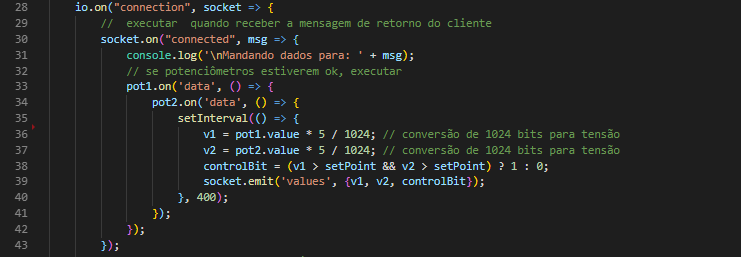 28 io.on("connection", socket => {
29 // executar quando receber a mensagem de retorno do cliente
30 socket.on("connected", msg => {
31 console.log('\nMandando dados para: ' + msg);
32 // se potenciômetros estiverem ok, executar
33 pot1.on('data', () => {
34 pot2.on('data', () => {
35 setInterval(() => {
36 v1 = pot1.value * 5 / 1024; // conversão de 1024 bits para tensão
37 v2 = pot2.value * 5 / 1024; // conversão de 1024 bits para tensão
38 controlBit = (v1 > setPoint && v2 > setPoint) ? 1 : 0;
39 socket.emit('values', {v1, v2, controlBit});
40 }, 400);
41 });
42 });
43 });